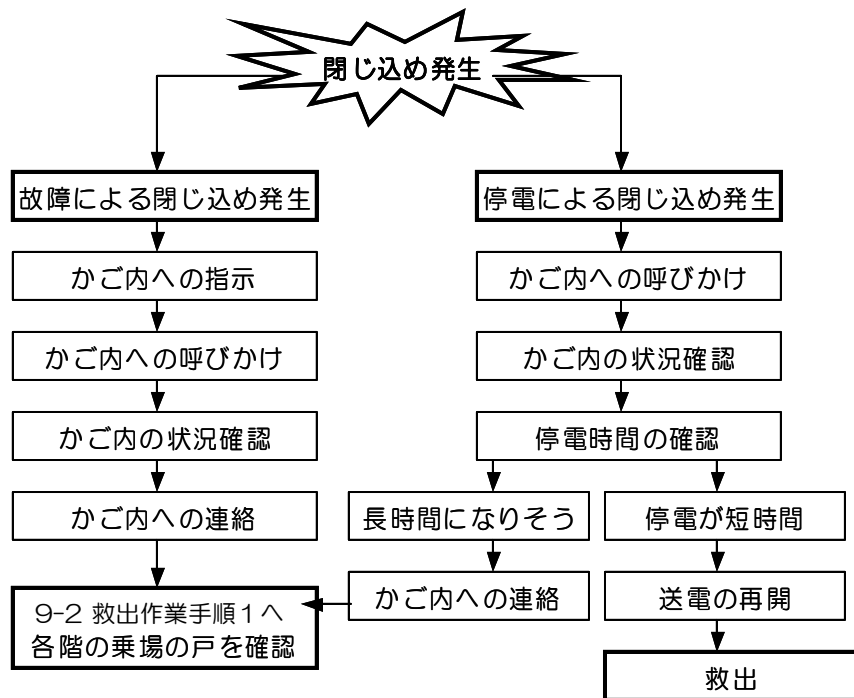 閉じ込め発生
故障による閉じ込め発生
かご内への指示
かご内への呼びかけ
かご内の状況確認
かご内への連絡
9-2 救出作業手順１へ
各階の乗場の戸を確認
停電による閉じ込め発生
かご内への呼びかけ
かご内の状況確認
停電時間の確認
長時間になりそう
かご内への連絡
停電が短時間
送電の再開
救出